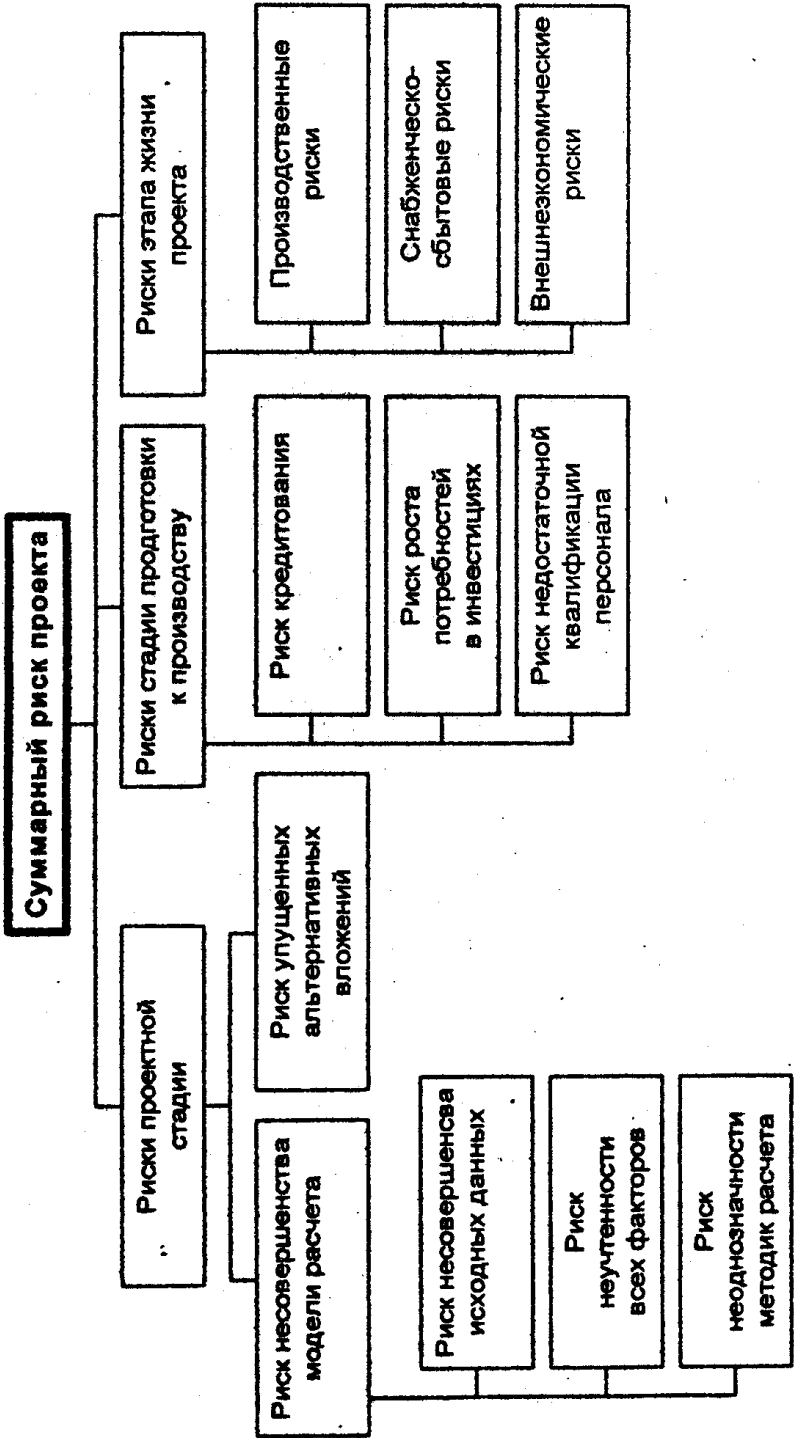 Суммарный риск проекта
Риски проектной
стадии
Риски стадии продготовки
к производству
Риски этапа жизни
проекта
Риск несовершенства
модели расчета
Риск упущенных
альтернативных
вложений
Риск кредитования
Производственные
риски
Риск несовершенсва
исходных данных
Риск роста
потребностей
в инвестициях
Снабженческо-
сбытовые риски
Риск
неучтенности
всех факторов
Риск недостаточной
квалификации
персонала
Внешнезкономические
риски
Риск
неоднозначности
методик расчета